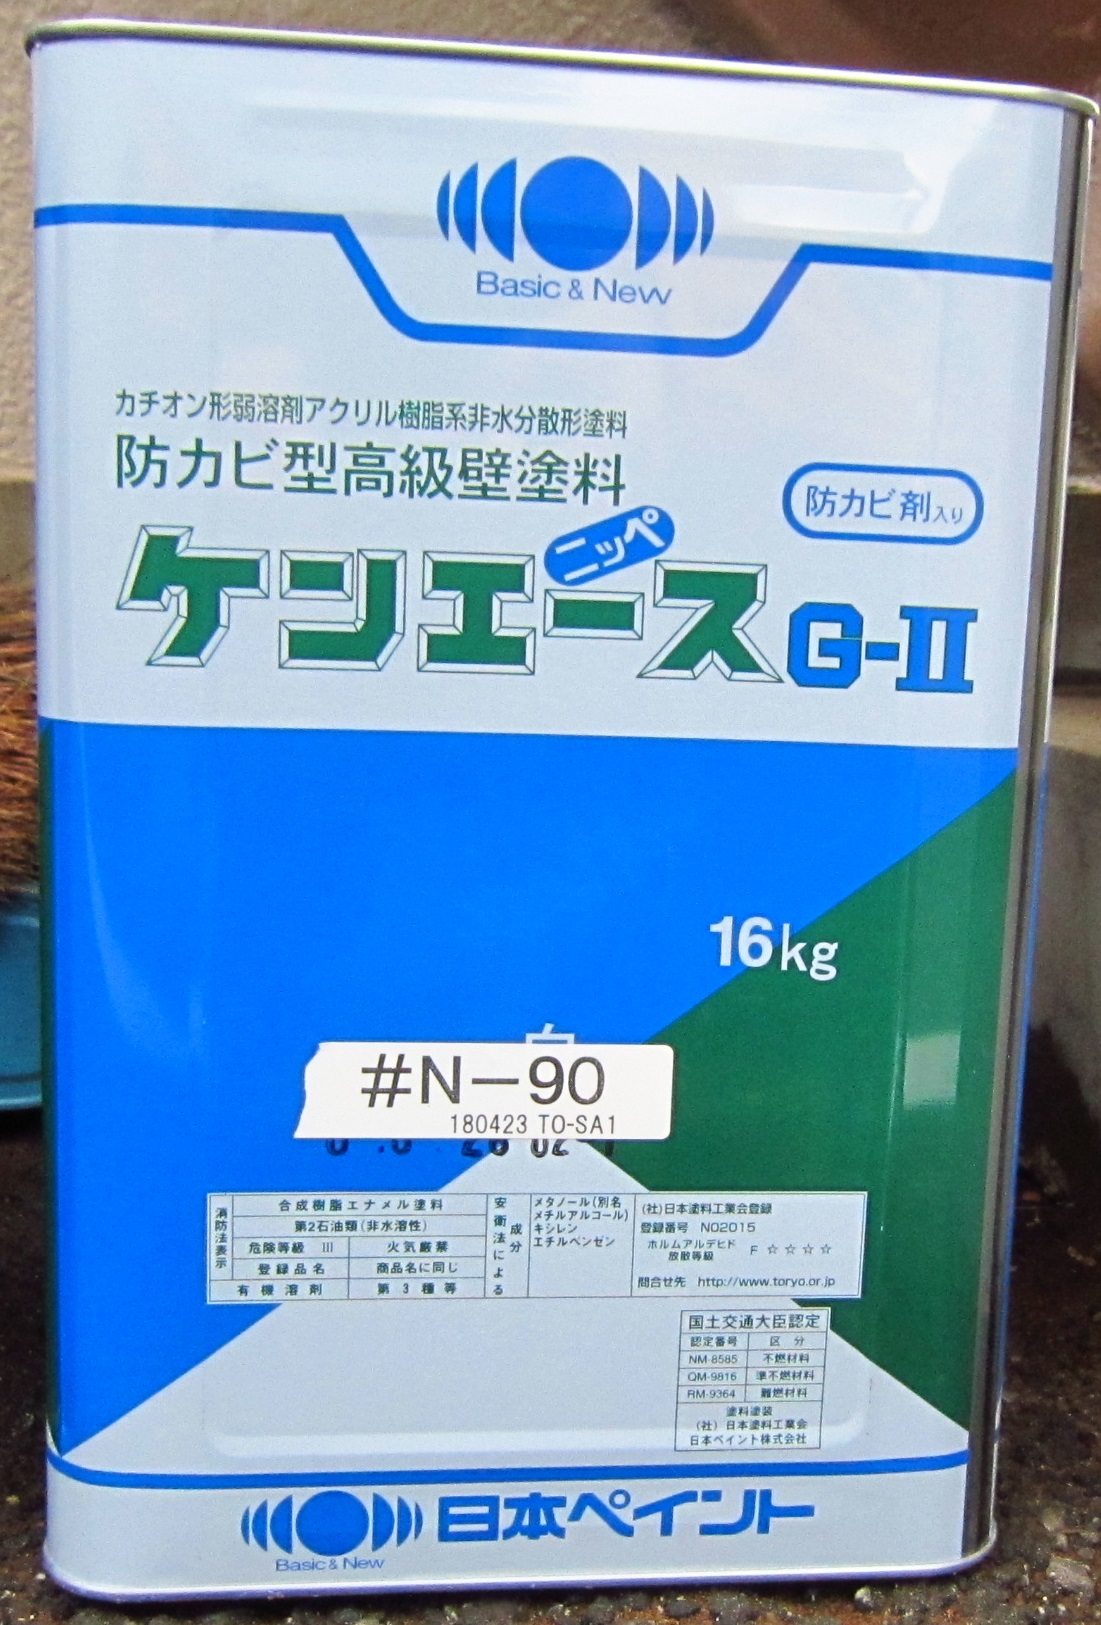 Basic & New
カチオン形弱溶剤アクリル樹脂系非水分散形塗料
防カビ型高級壁塗料
防カビ剤入り
ニッペ
ケンエースG-II
16kg
白
#N-90
180423 TO-SA1
消防法表示
合成樹脂エナメル塗料
第2石油類(非水溶性)
危険等級 III 火気厳禁
登録品名 商品名に同じ
有機溶剤 第3種等
安衛法による成分
メタノール(別名
メチルアルコール)
キシレン
エチルベンゼン
(社)日本塗料工業会登録
登録番号 N02015
ホルムアルデヒド
放散等級 F☆☆☆☆
問合せ先 http://www.toryo.or.jp
国土交通大臣認定
認定番号 区分
NM-8585 不燃材料
QM-9816 準不燃材料
RM-9364 難燃材料
塗料塗装
(社)日本塗料工業会
日本ペイント株式会社
日本ペイント
Basic & New